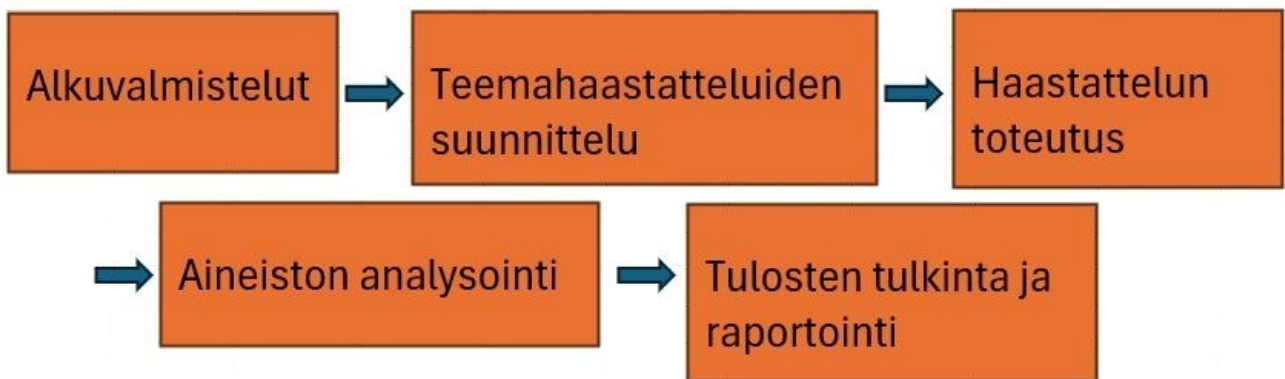 Alkuvalmistelut
Teemahaastatteluiden
suunnittelu
Haastattelun
toteutus
Aineiston analysointi
Tulosten tulkinta ja
raportointi